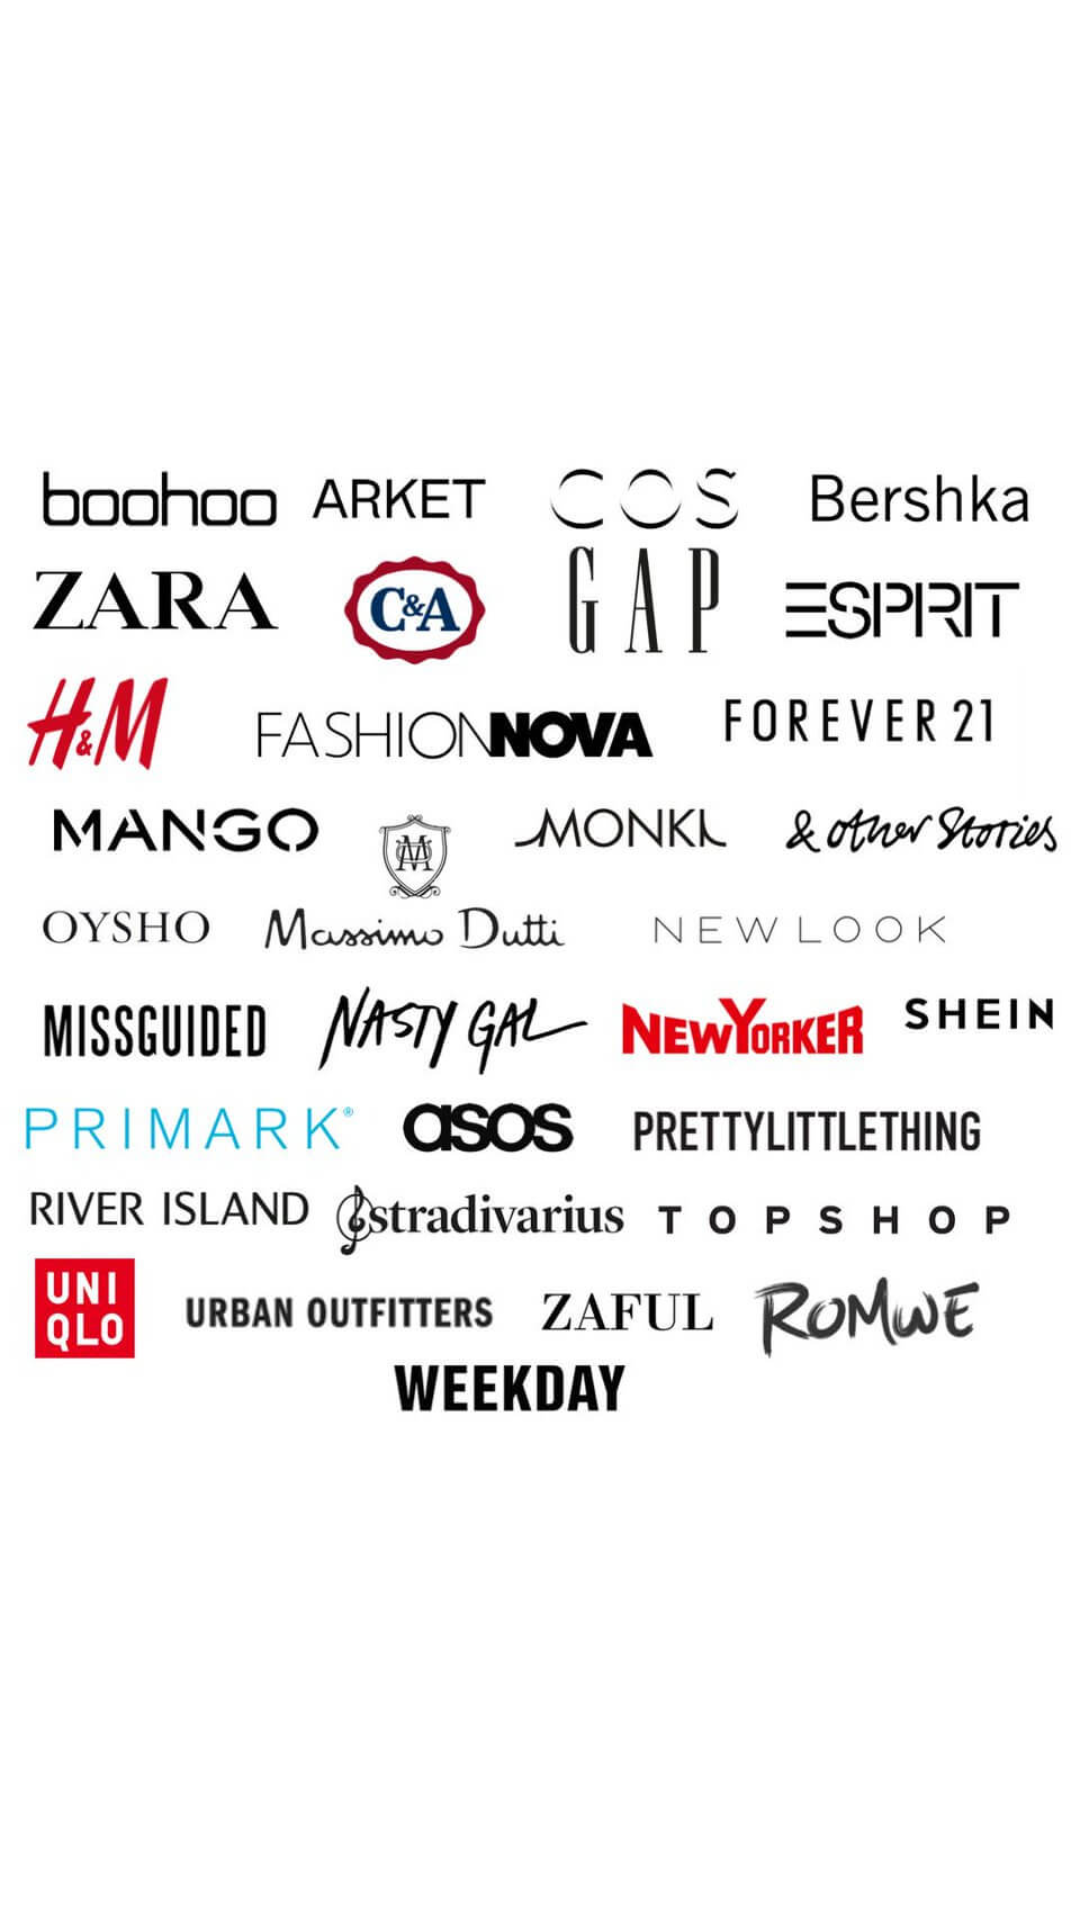 boohoo ARKET COS Bershka
ZARA C&A GAP ESPRIT
H&M FASHIONNOVA FOREVER 21
MANGO MONKI & other Stories
OYSHO Massimo Dutti NEW LOOK
MISSGUIDED NASTY GAL NEWYORKER SHEIN
PRIMARK® asos PRETTYLITTLETHING
RIVER ISLAND stradivarius TOPSHOP
UNI
QLO URBAN OUTFITTERS ZAFUL ROMWE
WEEKDAY